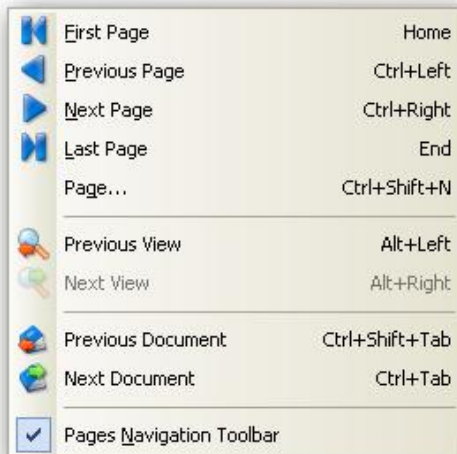 First Page Home
Previous Page Ctrl+Left
Next Page Ctrl+Right
Last Page End
Page... Ctrl+Shift+N
Previous View Alt+Left
Next View Alt+Right
Previous Document Ctrl+Shift+Tab
Next Document Ctrl+Tab
Pages Navigation Toolbar